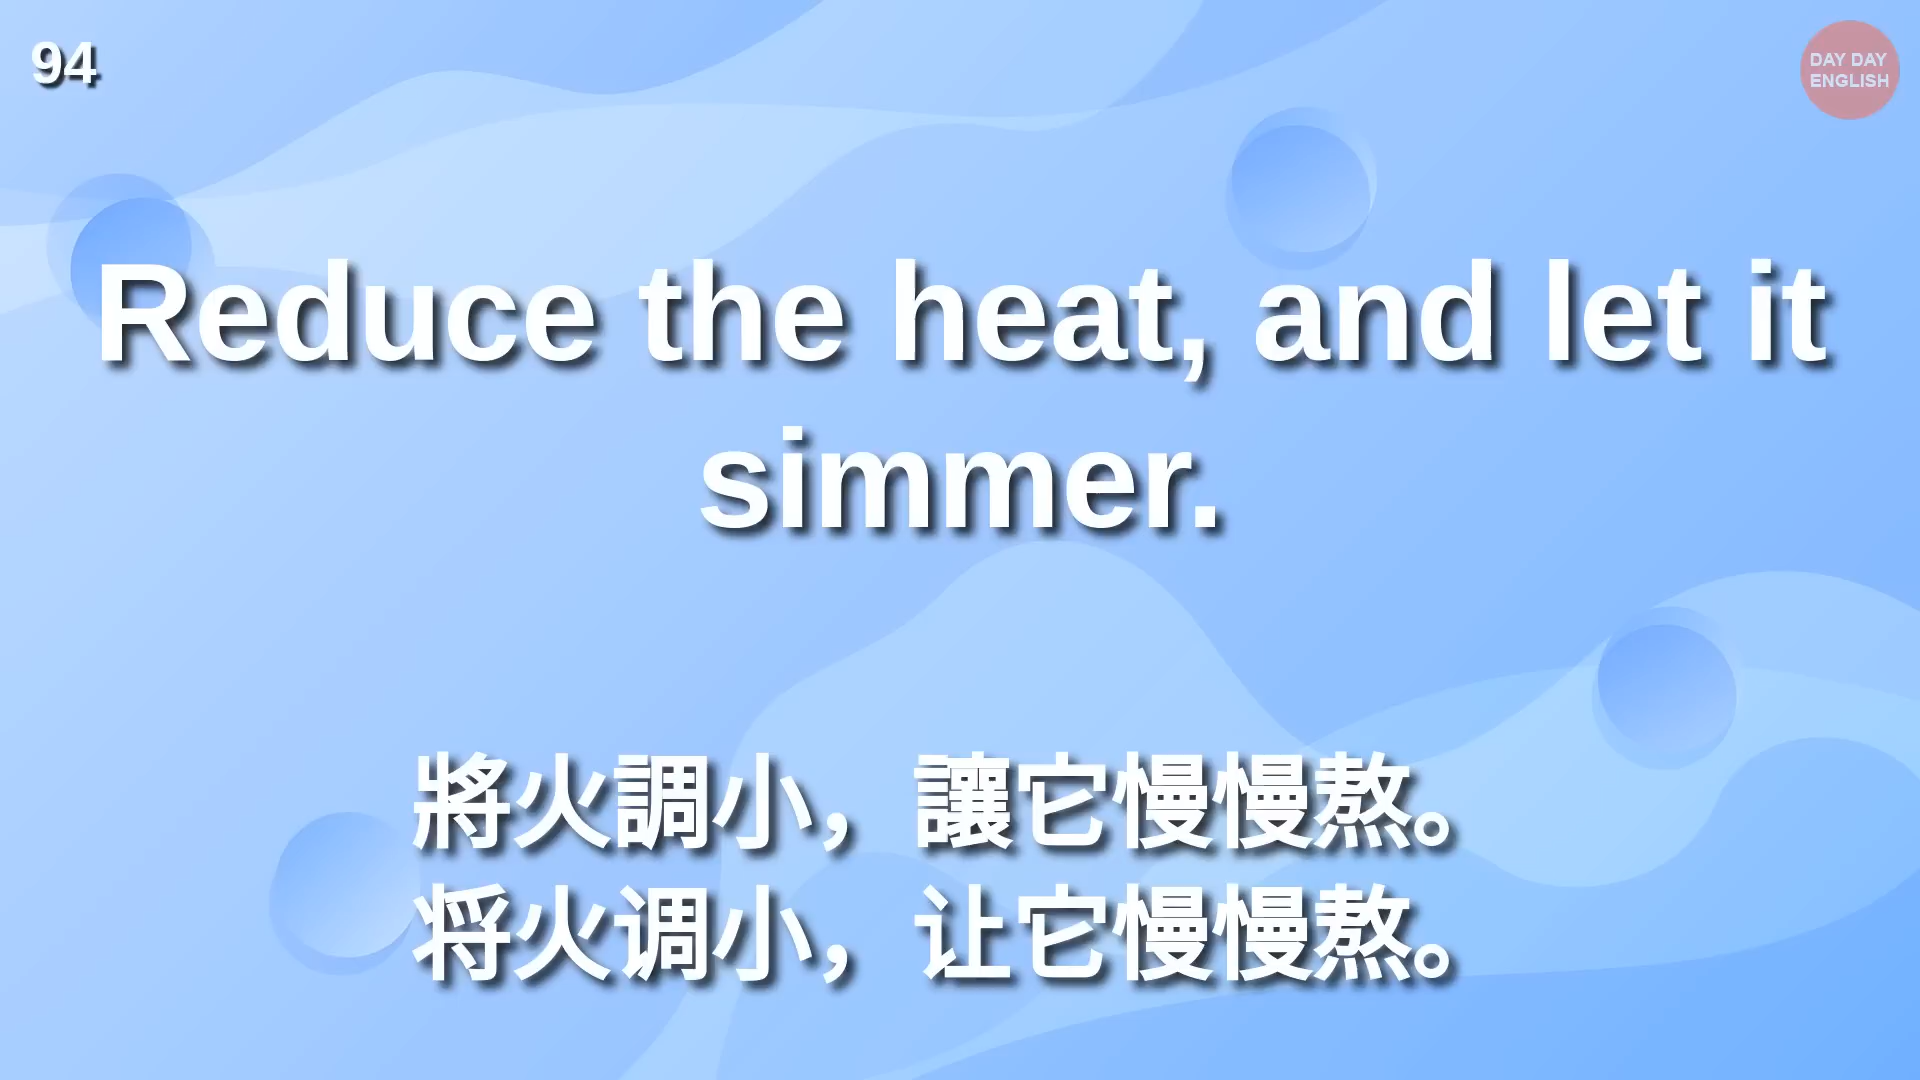 94
DAY DAY
ENGLISH
Reduce the heat, and let it
simmer.
將火調小，讓它慢慢熬。
将火调小，让它慢慢熬。